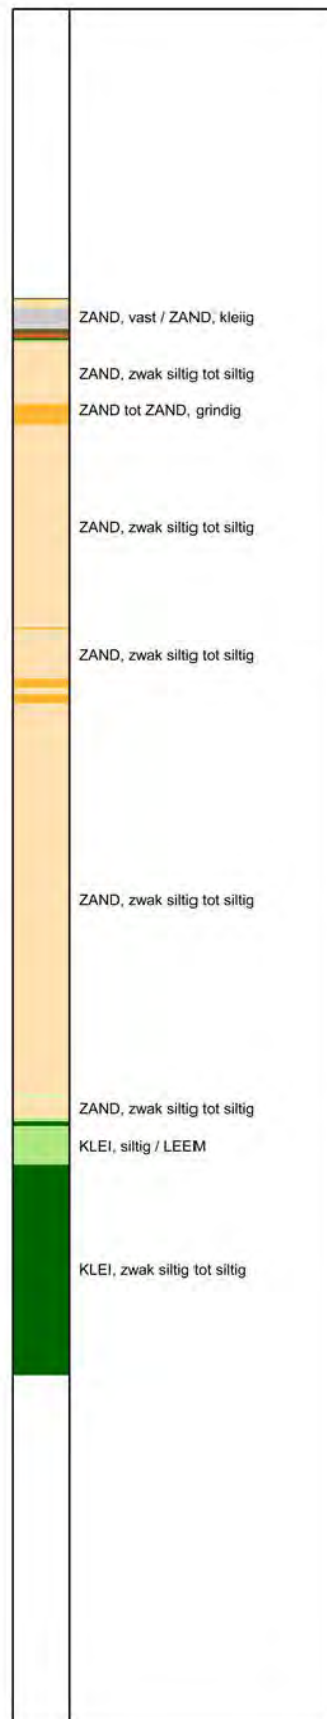 ZAND, vast / ZAND, kleiig
ZAND, zwak siltig tot siltig
ZAND tot ZAND, grindig
ZAND, zwak siltig tot siltig
ZAND, zwak siltig tot siltig
ZAND, zwak siltig tot siltig
ZAND, zwak siltig tot siltig
KLEI, siltig / LEEM
KLEI, zwak siltig tot siltig